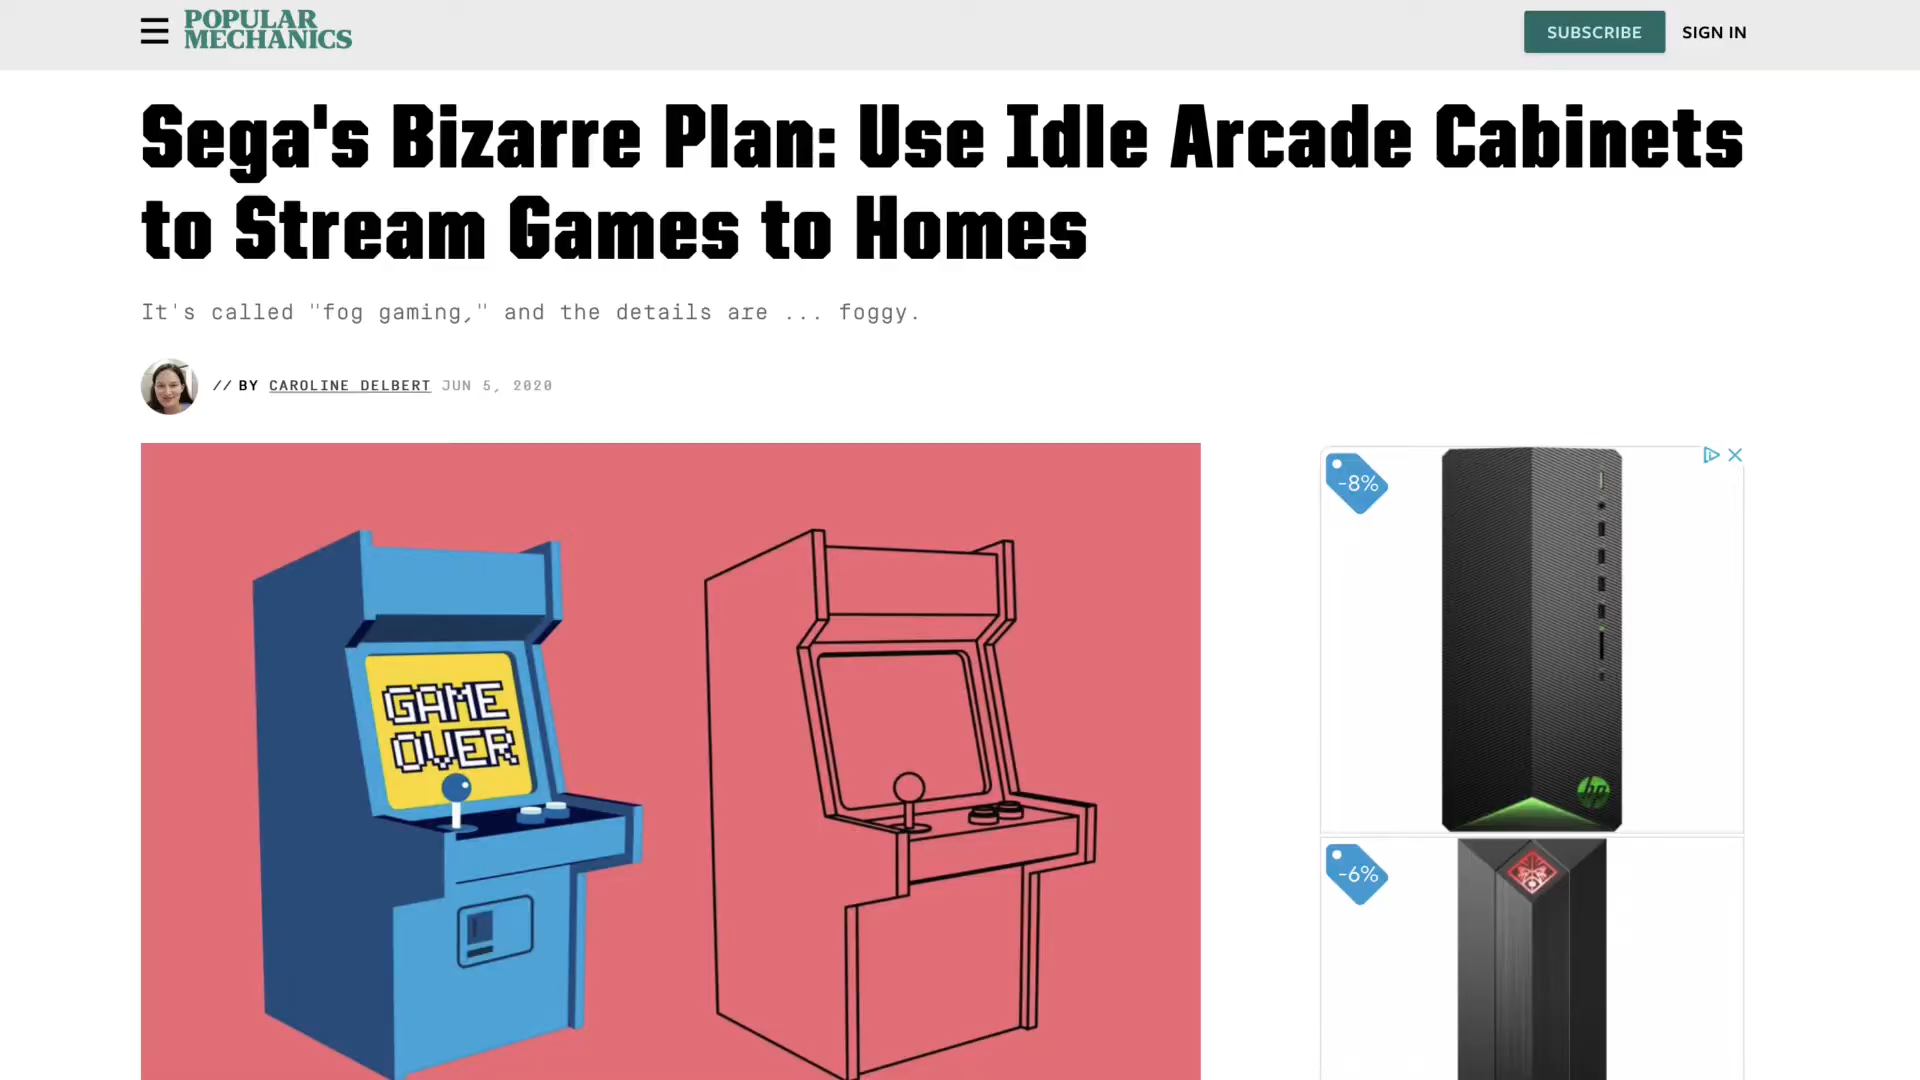 POPULAR
MECHANICS
SUBSCRIBE
SIGN IN
Sega's Bizarre Plan: Use Idle Arcade Cabinets
to Stream Games to Homes
It's called "fog gaming," and the details are ... foggy.
// BY CAROLINE DELBERT JUN 5, 2020
-8%
GAME
OVER
hp
-6%